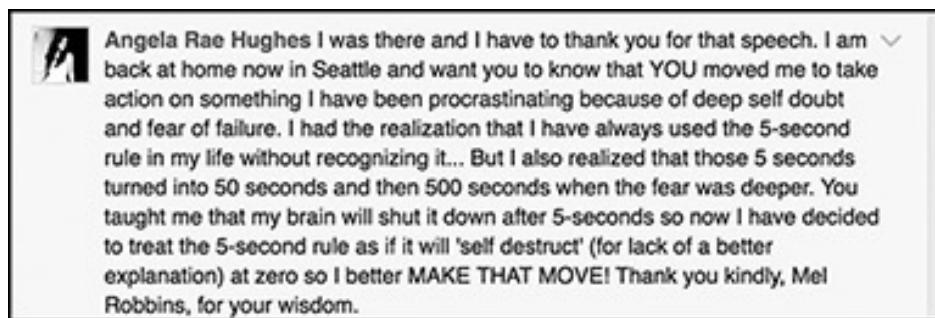 Angela Rae Hughes I was there and I have to thank you for that speech. I am
back at home now in Seattle and want you to know that YOU moved me to take
action on something I have been procrastinating because of deep self doubt
and fear of failure. I had the realization that I have always used the 5-second
rule in my life without recognizing it... But I also realized that those 5 seconds
turned into 50 seconds and then 500 seconds when the fear was deeper. You
taught me that my brain will shut it down after 5-seconds so now I have decided
to treat the 5-second rule as if it will 'self destruct' (for lack of a better
explanation) at zero so I better MAKE THAT MOVE! Thank you kindly, Mel
Robbins, for your wisdom.